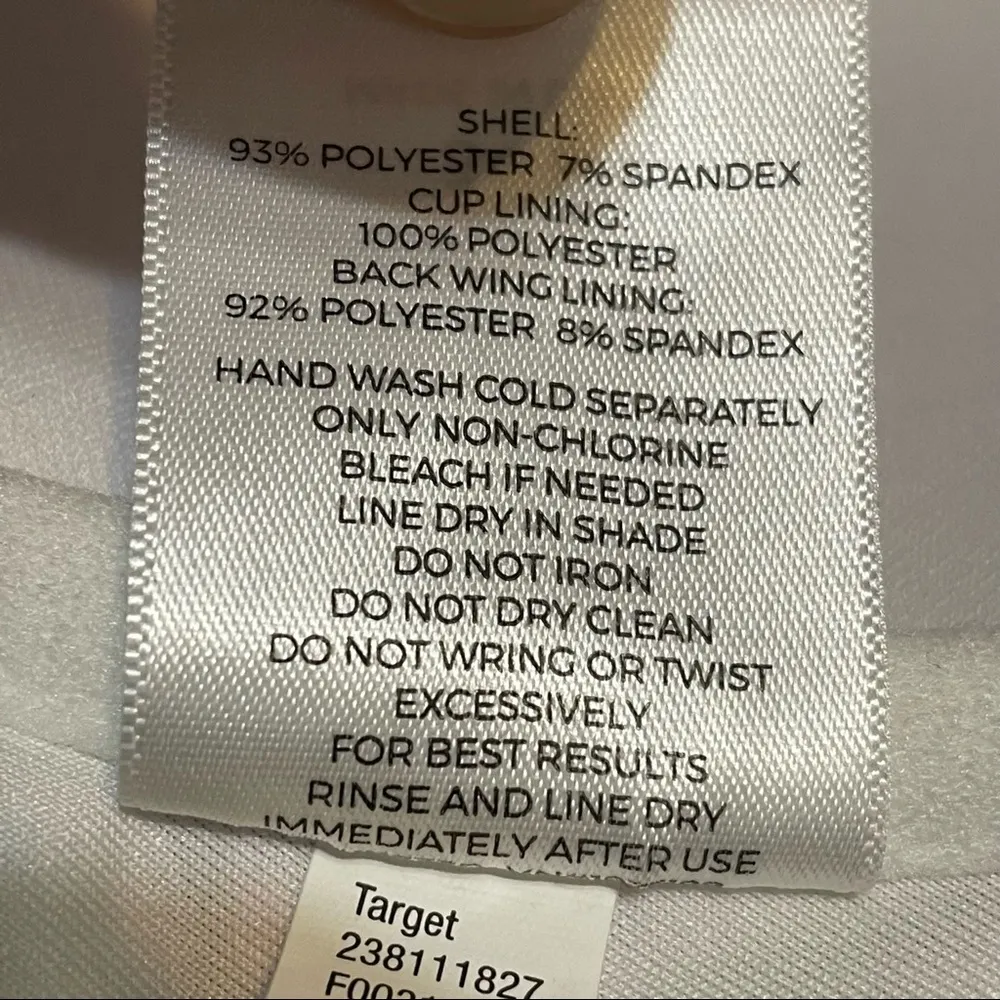 SHELL:
93% POLYESTER 7% SPANDEX
CUP LINING:
100% POLYESTER
BACK WING LINING:
92% POLYESTER 8% SPANDEX
HAND WASH COLD SEPARATELY
ONLY NON-CHLORINE
BLEACH IF NEEDED
LINE DRY IN SHADE
DO NOT IRON
DO NOT DRY CLEAN
DO NOT WRING OR TWIST
EXCESSIVELY
FOR BEST RESULTS
RINSE AND LINE DRY
IMMEDIATELY AFTER USE
Target
238111827